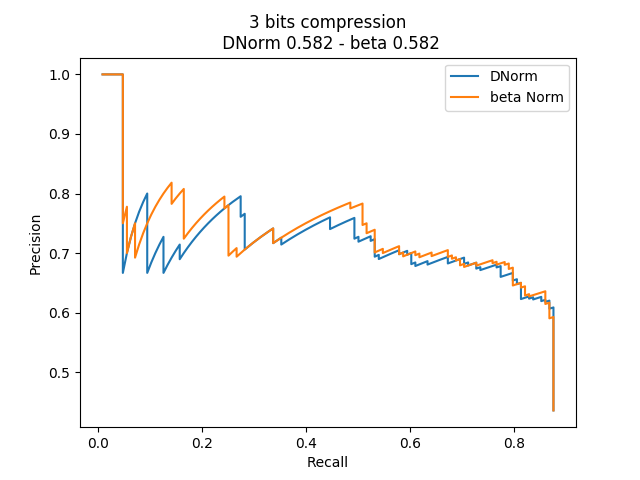 3 bits compression
DNorm 0.582 - beta 0.582
DNorm
beta Norm
1.0
0.9
0.8
0.7
0.6
0.5
Precision
0.0
0.2
0.4
0.6
0.8
Recall